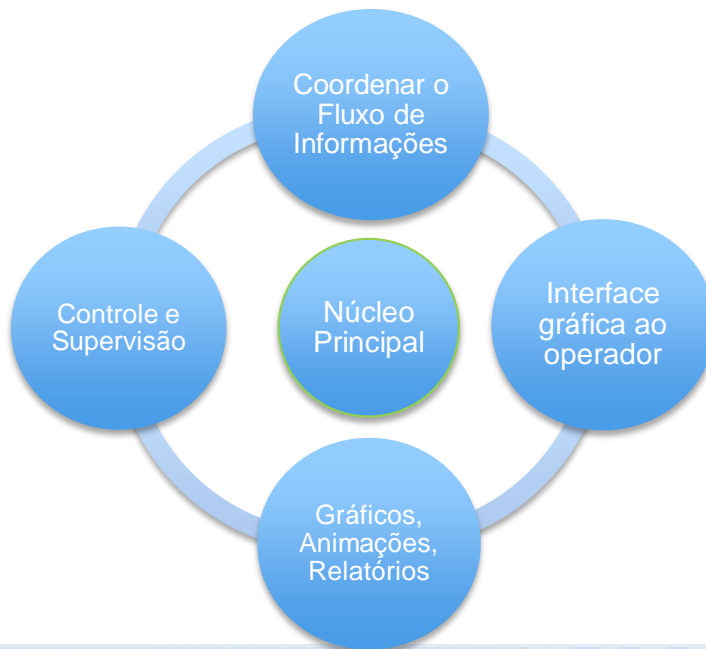 Coordenar o
Fluxo de
Informações
Interface
gráfica ao
operador
Gráficos,
Animações,
Relatórios
Controle e
Supervisão
Núcleo
Principal